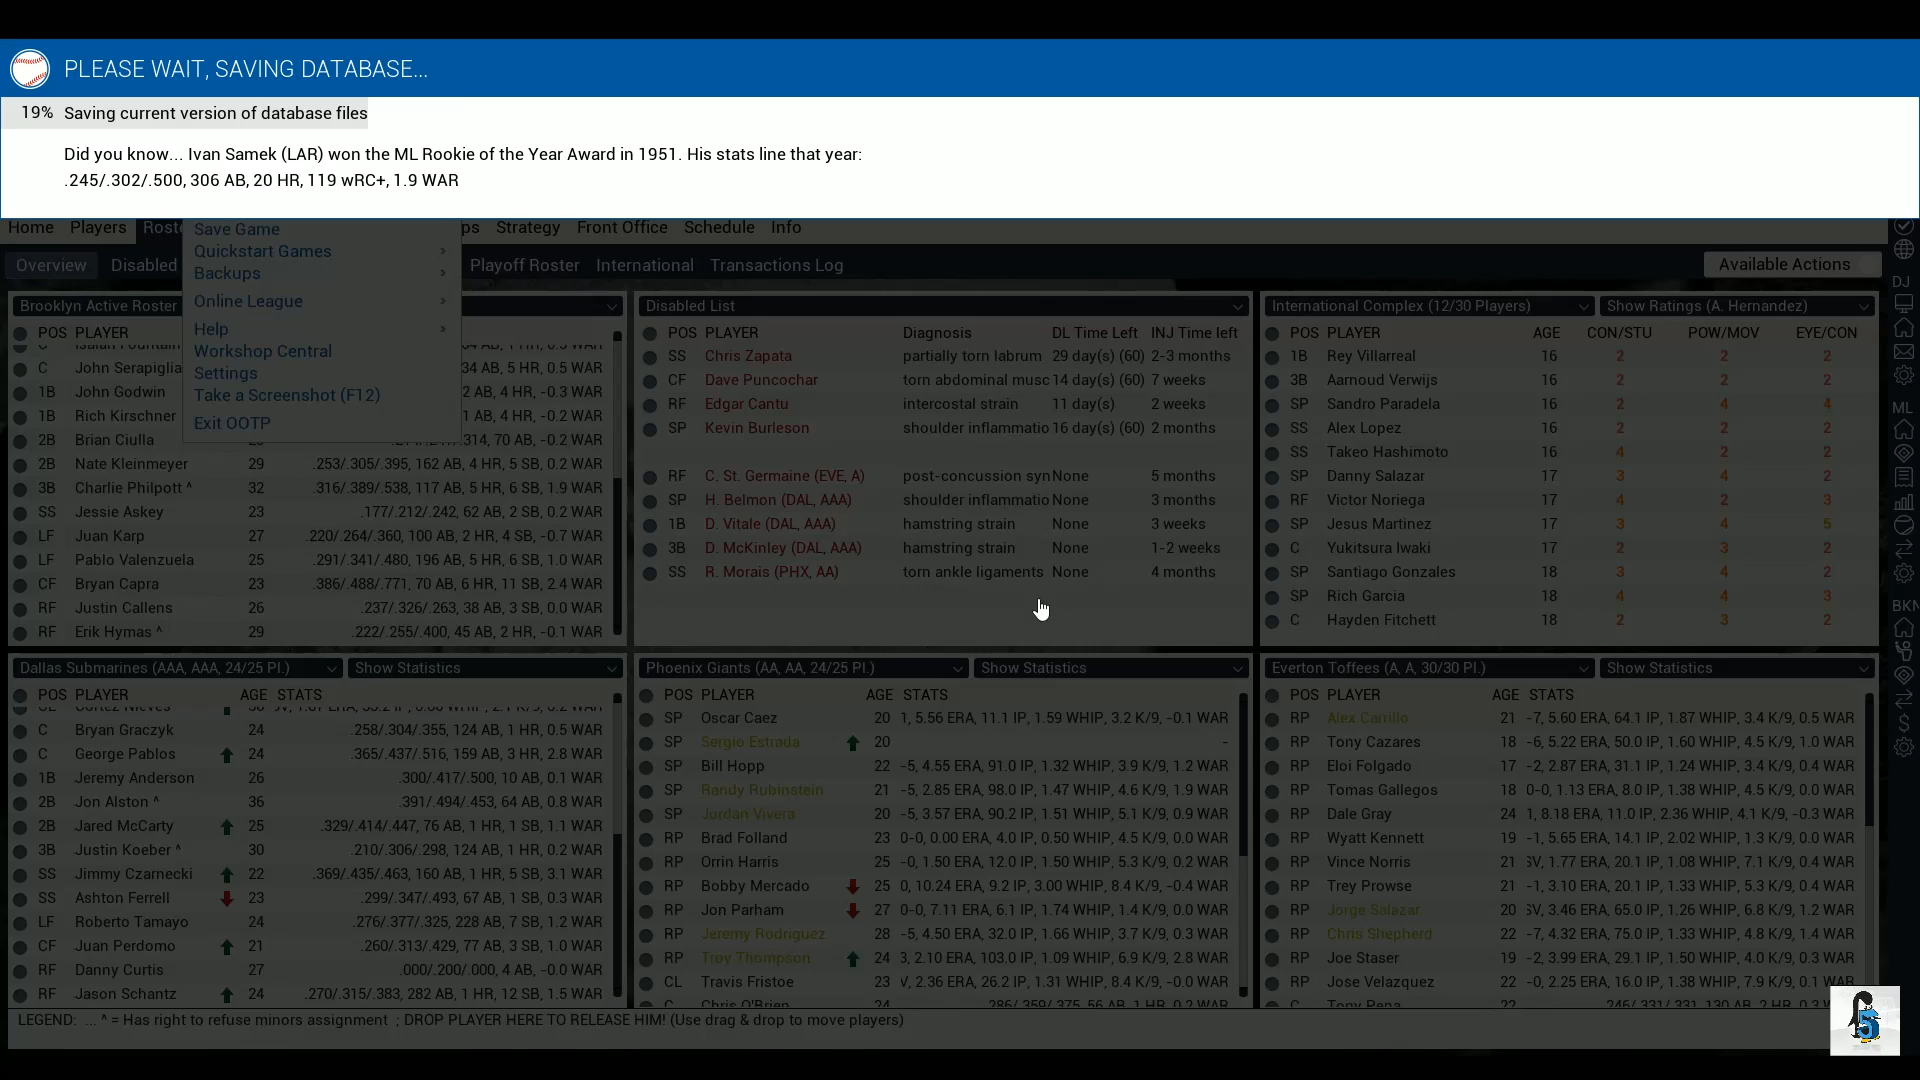 PLEASE WAIT, SAVING DATABASE...
19% Saving current version of database files
Did you know... Ivan Samek (LAR) won the ML Rookie of the Year Award in 1951. His stats line that year:
.245/.302/.500, 306 AB, 20 HR, 119 wRC+, 1.9 WAR
Home Players Strategy Front Office Schedule Info
Overview Disabled Playoff Roster International Transactions Log Available Actions
Save Game
Quickstart Games
Backups
Online League
Help
Workshop Central
Settings
Take a Screenshot (F12)
Exit OOTP
Brooklyn Active Roster
POS PLAYER
C John Serapiglia 34 AB, 5 HR, 0.5 WAR
1B John Godwin 2 AB, 4 HR, -0.3 WAR
1B Rich Kirschner 1 AB, 4 HR, -0.2 WAR
2B Brian Ciulla .314, 70 AB, -0.2 WAR
2B Nate Kleinmeyer 29 .253/.305/.395, 162 AB, 4 HR, 5 SB, 0.2 WAR
3B Charlie Philpott ^ 32 .316/.389/.538, 117 AB, 5 HR, 6 SB, 1.9 WAR
SS Jessie Askey 23 .177/.212/.242, 62 AB, 2 SB, 0.2 WAR
LF Juan Karp 27 .220/.264/.360, 100 AB, 2 HR, 4 SB, -0.7 WAR
LF Pablo Valenzuela 25 .291/.341/.480, 196 AB, 5 HR, 6 SB, 1.0 WAR
CF Bryan Capra 23 .386/.488/.771, 70 AB, 6 HR, 11 SB, 2.4 WAR
RF Justin Callens 26 .237/.326/.263, 38 AB, 3 SB, 0.0 WAR
RF Erik Hymas ^ 29 .222/.255/.400, 45 AB, 2 HR, -0.1 WAR
Disabled List
POS PLAYER Diagnosis DL Time Left INJ Time left
SS Chris Zapata partially torn labrum 29 day(s) (60) 2-3 months
CF Dave Puncochar torn abdominal musc 14 day(s) (60) 7 weeks
RF Edgar Cantu intercostal strain 11 day(s) 2 weeks
SP Kevin Burleson shoulder inflammatio 16 day(s) (60) 2 months
RF C. St. Germaine (EVE, A) post-concussion syn None 5 months
SP H. Belmon (DAL, AAA) shoulder inflammatio None 3 months
1B D. Vitale (DAL, AAA) hamstring strain None 3 weeks
3B D. McKinley (DAL, AAA) hamstring strain None 1-2 weeks
SS R. Morais (PHX, AA) torn ankle ligaments None 4 months
International Complex (12/30 Players) Show Ratings (A. Hernandez)
POS PLAYER AGE CON/STU POW/MOV EYE/CON
1B Rey Villarreal 16 2 2 2
3B Aarnoud Verwijs 16 2 2 2
SP Sandro Paradela 16 2 4 4
SS Alex Lopez 16 2 2 2
SS Takeo Hashimoto 16 4 2 2
SP Danny Salazar 17 3 4 2
RF Victor Noriega 17 4 2 3
SP Jesus Martinez 17 3 4 5
C Yukitsura Iwaki 17 2 3 2
SP Santiago Gonzales 18 3 4 2
SP Rich Garcia 18 4 4 3
C Hayden Fitchett 18 2 3 2
Dallas Submarines (AAA, AAA, 24/25 Pl.) Show Statistics
POS PLAYER AGE STATS
C Bryan Graczyk 24 .258/.304/.355, 124 AB, 1 HR, 0.5 WAR
C George Pablos 24 .365/.437/.516, 159 AB, 3 HR, 2.8 WAR
1B Jeremy Anderson 26 .300/.417/.500, 10 AB, 0.1 WAR
2B Jon Alston ^ 36 .391/.494/.453, 64 AB, 0.8 WAR
2B Jared McCarty 25 .329/.414/.447, 76 AB, 1 HR, 1 SB, 1.1 WAR
3B Justin Koeber ^ 30 .210/.306/.298, 124 AB, 1 HR, 0.2 WAR
SS Jimmy Czarnecki 22 .369/.435/.463, 160 AB, 1 HR, 5 SB, 3.1 WAR
SS Ashton Ferrell 23 .299/.347/.493, 67 AB, 1 SB, 0.3 WAR
LF Roberto Tamayo 24 .276/.377/.325, 228 AB, 7 SB, 1.2 WAR
CF Juan Perdomo 21 .260/.313/.429, 77 AB, 3 SB, 1.0 WAR
RF Danny Curtis 27 .000/.200/.000, 4 AB, -0.0 WAR
RF Jason Schantz 24 .270/.315/.383, 282 AB, 1 HR, 12 SB, 1.5 WAR
Phoenix Giants (AA, AA, 24/25 Pl.) Show Statistics
POS PLAYER AGE STATS
SP Oscar Caez 20 1, 5.56 ERA, 11.1 IP, 1.59 WHIP, 3.2 K/9, -0.1 WAR
SP Sergio Estrada 20 -
SP Bill Hopp 22 -5, 4.55 ERA, 91.0 IP, 1.32 WHIP, 3.9 K/9, 1.2 WAR
SP Randy Rubinstein 21 -5, 2.85 ERA, 98.0 IP, 1.47 WHIP, 4.6 K/9, 1.9 WAR
SP Jordan Vivera 20 -5, 3.57 ERA, 90.2 IP, 1.51 WHIP, 5.1 K/9, 0.9 WAR
RP Brad Folland 23 0-0, 0.00 ERA, 4.0 IP, 0.50 WHIP, 4.5 K/9, 0.0 WAR
RP Orrin Harris 25 -0, 1.50 ERA, 12.0 IP, 1.50 WHIP, 5.3 K/9, 0.2 WAR
RP Bobby Mercado 25 0, 10.24 ERA, 9.2 IP, 3.00 WHIP, 8.4 K/9, -0.4 WAR
RP Jon Parham 27 0-0, 7.11 ERA, 6.1 IP, 1.74 WHIP, 1.4 K/9, 0.0 WAR
RP Jeremy Rodriguez 28 -5, 4.50 ERA, 32.0 IP, 1.66 WHIP, 3.7 K/9, 0.3 WAR
RP Troy Thompson 24 3, 2.10 ERA, 103.0 IP, 1.09 WHIP, 6.9 K/9, 2.8 WAR
CL Travis Fristoe 23 V, 2.36 ERA, 26.2 IP, 1.31 WHIP, 8.4 K/9, -0.0 WAR
C Chris O'Brien 24 .286/.359/.375, 56 AB, 1 HR, 0.2 WAR
Everton Toffees (A, A, 30/30 Pl.) Show Statistics
POS PLAYER AGE STATS
RP Alex Carrillo 21 -7, 5.60 ERA, 64.1 IP, 1.87 WHIP, 3.4 K/9, 0.5 WAR
RP Tony Cazares 18 -6, 5.22 ERA, 50.0 IP, 1.60 WHIP, 4.5 K/9, 1.0 WAR
RP Eloi Folgado 17 -2, 2.87 ERA, 31.1 IP, 1.24 WHIP, 3.4 K/9, 0.4 WAR
RP Tomas Gallegos 18 0-0, 1.13 ERA, 8.0 IP, 1.38 WHIP, 4.5 K/9, 0.0 WAR
RP Dale Gray 24 1, 8.18 ERA, 11.0 IP, 2.36 WHIP, 4.1 K/9, -0.3 WAR
RP Wyatt Kennett 19 -1, 5.65 ERA, 14.1 IP, 2.02 WHIP, 1.3 K/9, 0.0 WAR
RP Vince Norris 21 SV, 1.77 ERA, 20.1 IP, 1.08 WHIP, 7.1 K/9, 0.4 WAR
RP Trey Prowse 21 -1, 3.10 ERA, 20.1 IP, 1.33 WHIP, 5.3 K/9, 0.4 WAR
RP Jorge Salazar 20 SV, 3.46 ERA, 65.0 IP, 1.26 WHIP, 6.8 K/9, 1.2 WAR
RP Chris Shepherd 22 -7, 4.32 ERA, 75.0 IP, 1.33 WHIP, 4.8 K/9, 1.4 WAR
RP Joe Staser 19 -2, 3.99 ERA, 29.1 IP, 1.50 WHIP, 4.0 K/9, 0.3 WAR
RP Jose Velazquez 22 -0, 2.25 ERA, 16.0 IP, 1.38 WHIP, 7.9 K/9, 0.1 WAR
C Tony Pena 22 .246/.331/.331, 130 AB, 2 HR
DJ
ML
BKN
LEGEND: ... ^ = Has right to refuse minors assignment ; DROP PLAYER HERE TO RELEASE HIM! (Use drag & drop to move players)